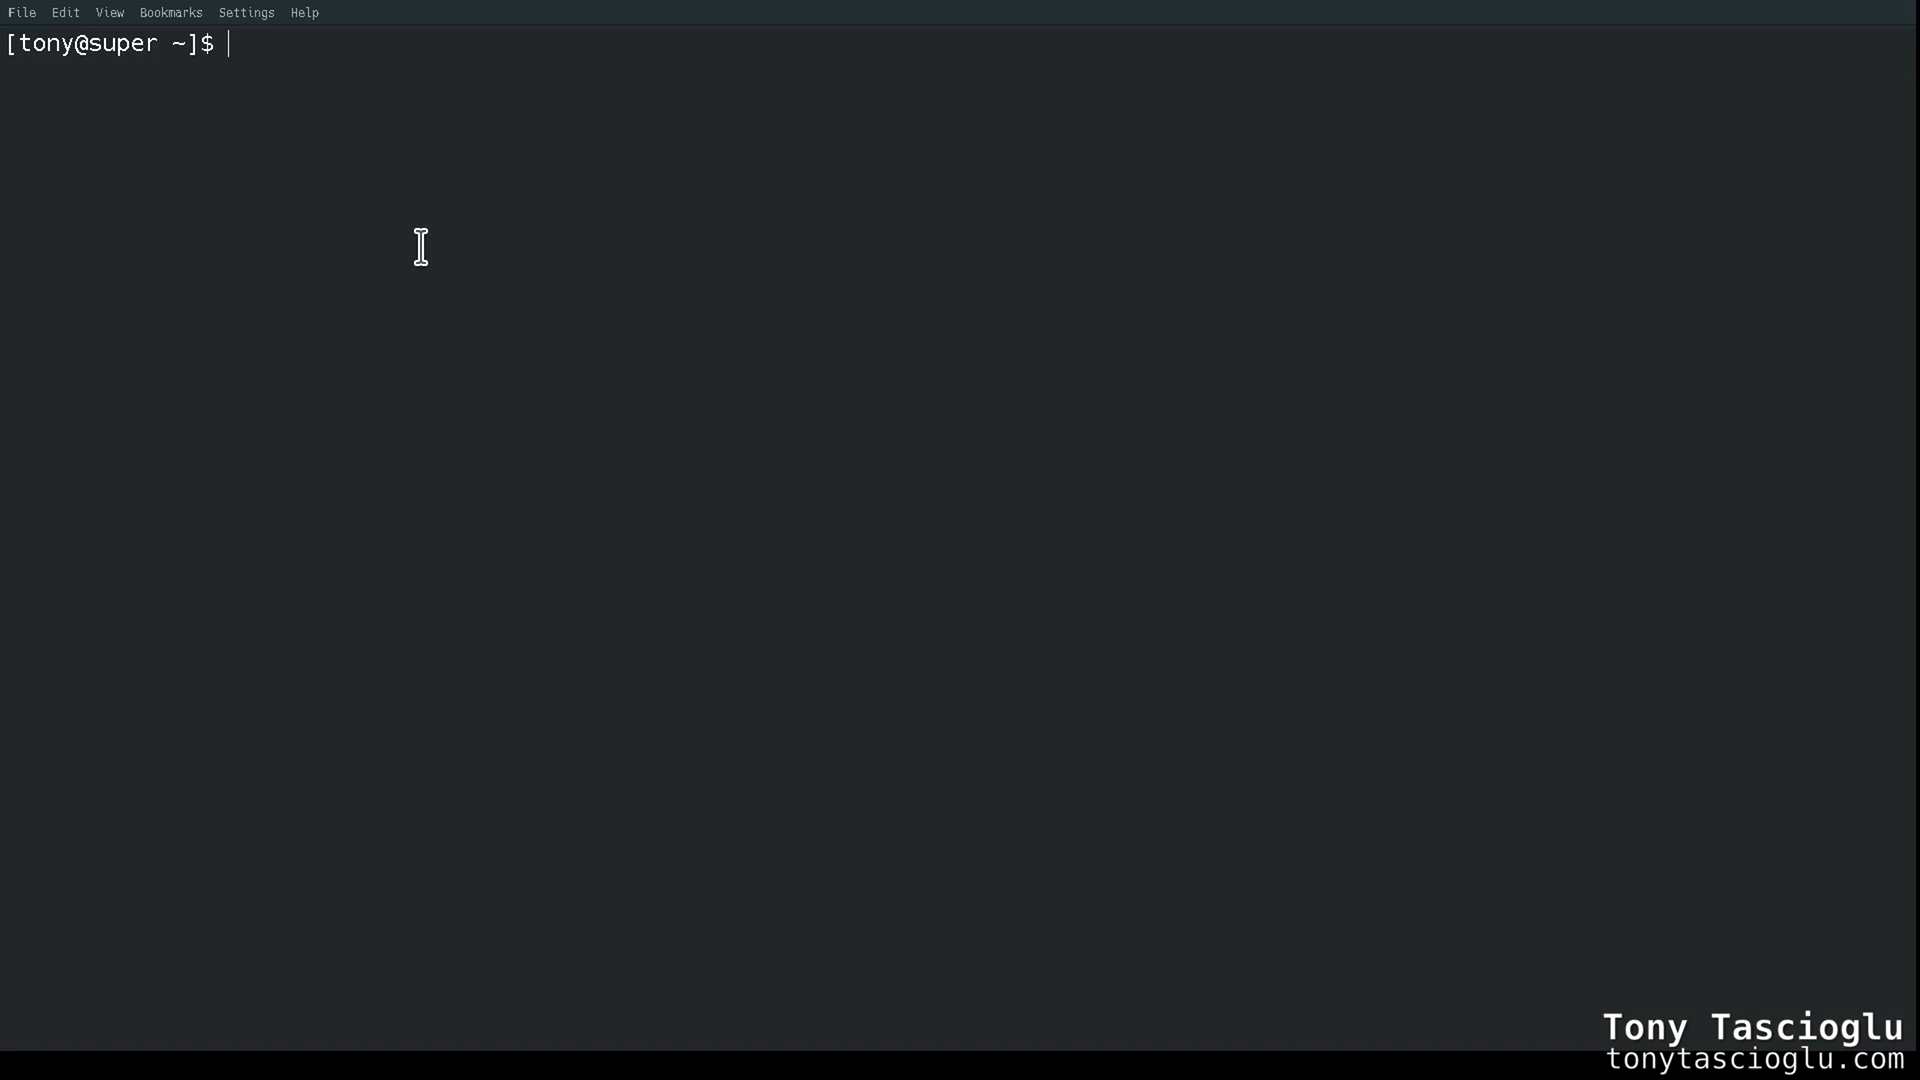 File Edit View Bookmarks Settings Help
[tony@super ~]$
Tony Tascioglu
tonytascioglu.com